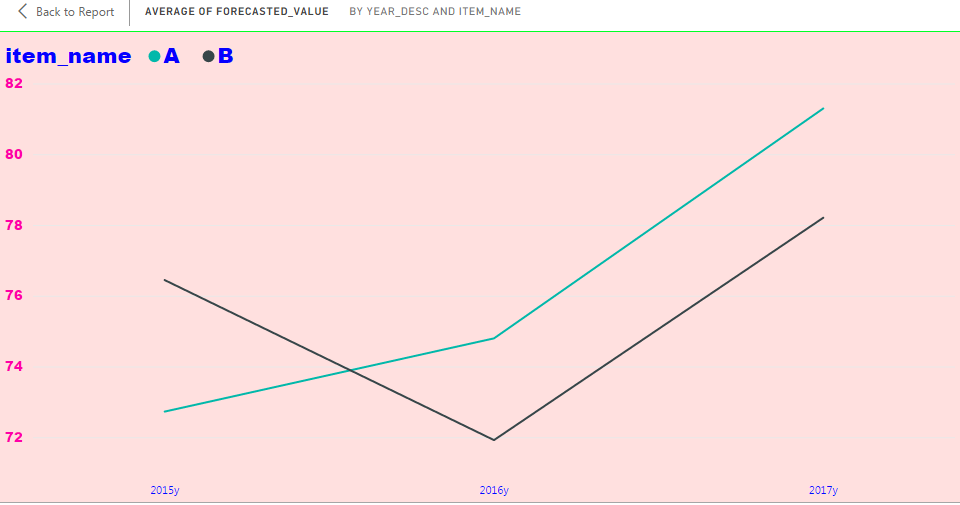 Back to Report AVERAGE OF FORECASTED_VALUE BY YEAR_DESC AND ITEM_NAME
item_name A B
82
80
78
76
74
72
2015y 2016y 2017y